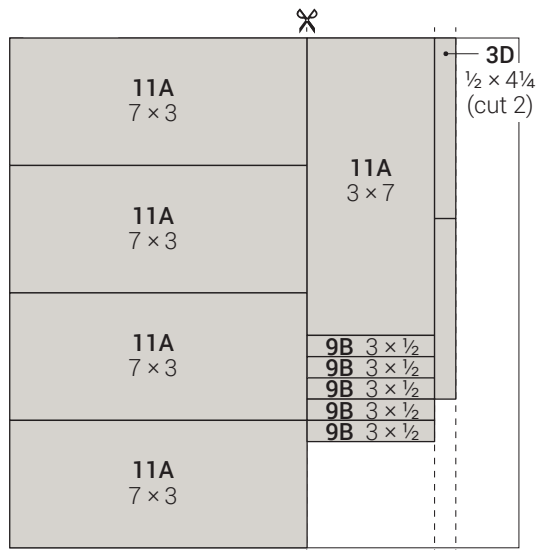 11A
7 × 3
11A
7 × 3
11A
7 × 3
11A
7 × 3
11A
3 × 7
9B 3 × ½
9B 3 × ½
9B 3 × ½
9B 3 × ½
9B 3 × ½
3D
½ × 4¼
(cut 2)